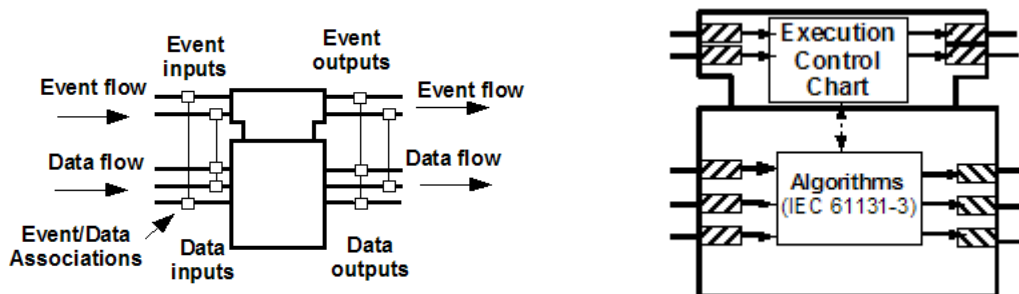 Event
inputs
Event
outputs
Event flow
Event flow
Data flow
Data flow
Event/Data
Associations
Data
inputs
Data
outputs
Execution
Control
Chart
Algorithms
(IEC 61131-3)